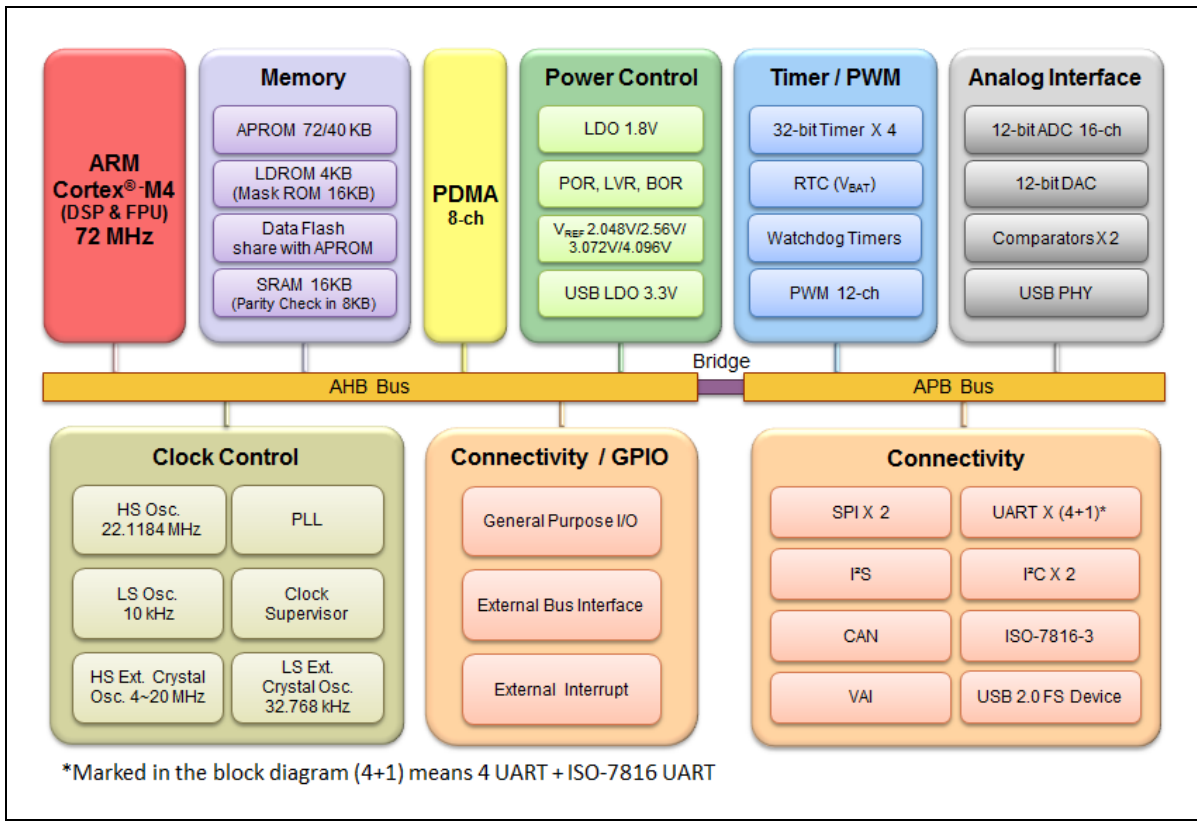 ARM
Cortex®-M4
(DSP & FPU)
72 MHz
Memory
APROM 72/40 KB
LDROM 4KB
(Mask ROM 16KB)
Data Flash
share with APROM
SRAM 16KB
(Parity Check in 8KB)
PDMA
8-ch
Power Control
LDO 1.8V
POR, LVR, BOR
VREF 2.048V/2.56V/
3.072V/4.096V
USB LDO 3.3V
Timer / PWM
32-bit Timer X 4
RTC (VBAT)
Watchdog Timers
PWM 12-ch
Analog Interface
12-bit ADC 16-ch
12-bit DAC
Comparators X 2
USB PHY
AHB Bus
Bridge
APB Bus
Clock Control
HS Osc.
22.1184 MHz
PLL
LS Osc.
10 kHz
Clock
Supervisor
HS Ext. Crystal
Osc. 4~20 MHz
LS Ext.
Crystal Osc.
32.768 kHz
Connectivity / GPIO
General Purpose I/O
External Bus Interface
External Interrupt
Connectivity
SPI X 2
UART X (4+1)*
I²S
I²C X 2
CAN
ISO-7816-3
VAI
USB 2.0 FS Device
*Marked in the block diagram (4+1) means 4 UART + ISO-7816 UART